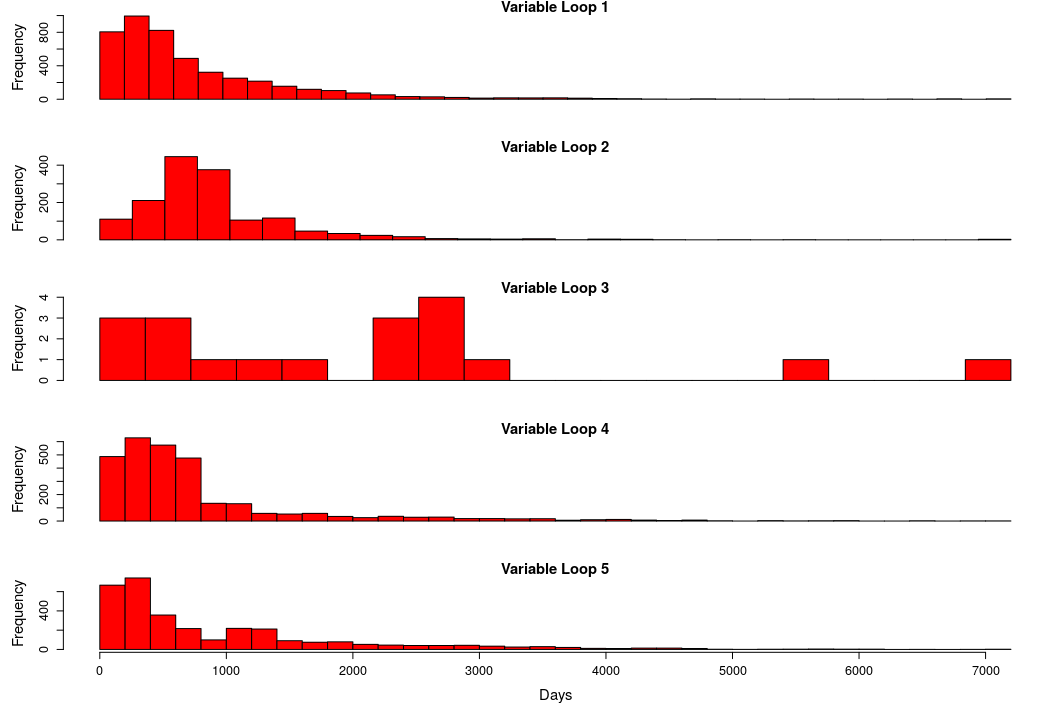 Variable Loop 1
Frequency
0 400 800
Variable Loop 2
Frequency
0 200 400
Variable Loop 3
Frequency
0 1 2 3 4
Variable Loop 4
Frequency
0 200 500
Variable Loop 5
Frequency
0 400
0 1000 2000 3000 4000 5000 6000 7000
Days